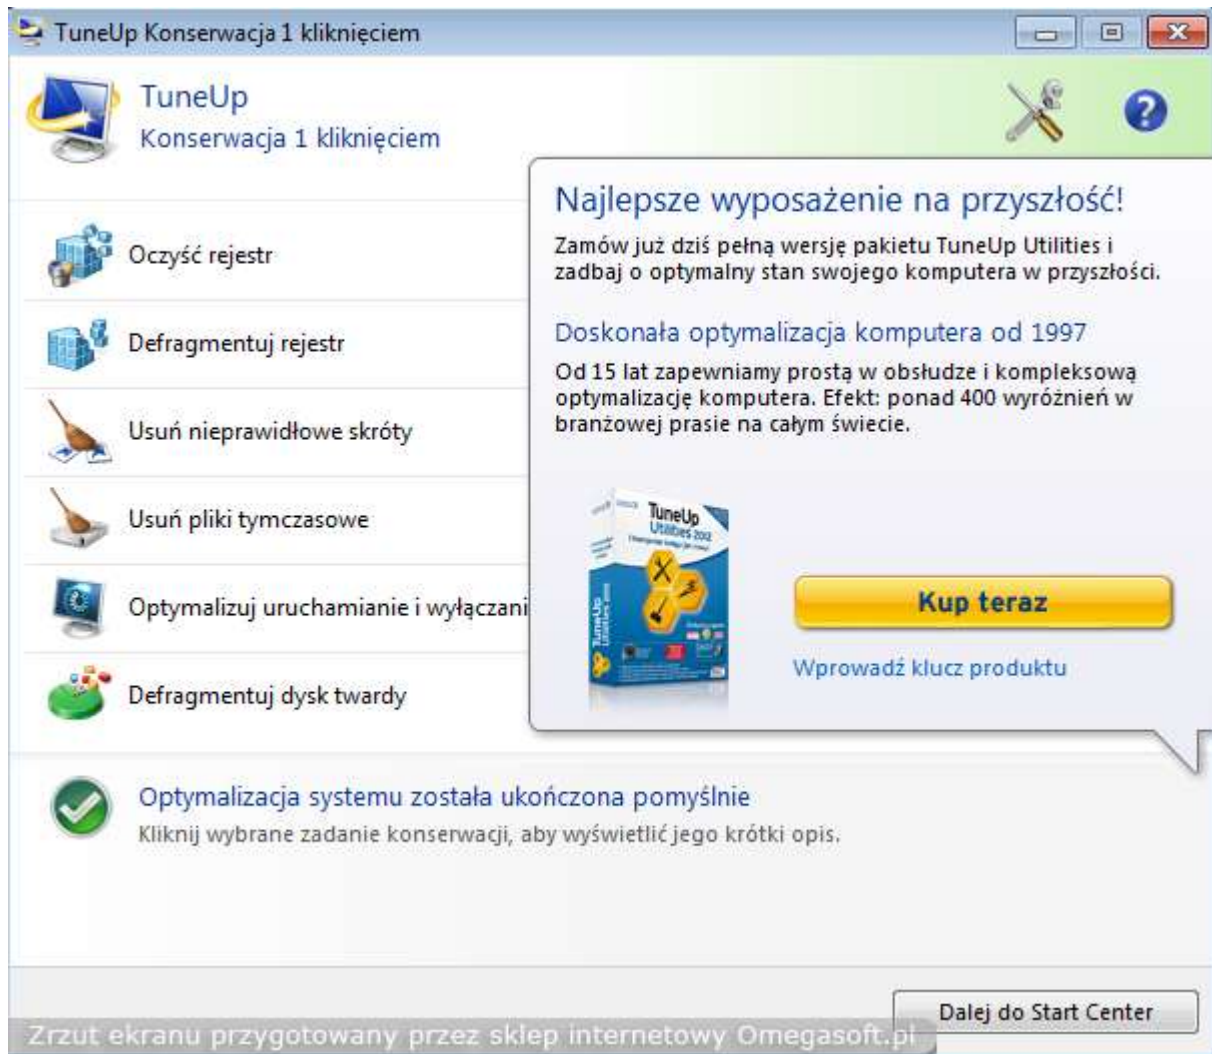 TuneUp Konserwacja 1 kliknięciem
TuneUp
Konserwacja 1 kliknięciem
Oczyść rejestr
Defragmentuj rejestr
Usuń nieprawidłowe skróty
Usuń pliki tymczasowe
Optymalizuj uruchamianie i wyłączani
Defragmentuj dysk twardy
Najlepsze wyposażenie na przyszłość!
Zamów już dziś pełną wersję pakietu TuneUp Utilities i
zadbaj o optymalny stan swojego komputera w przyszłości.
Doskonała optymalizacja komputera od 1997
Od 15 lat zapewniamy prostą w obsłudze i kompleksową
optymalizację komputera. Efekt: ponad 400 wyróżnień w
branżowej prasie na całym świecie.
TuneUp
Utilities 2012
TuneUp
Utilities 2012
Kup teraz
Wprowadź klucz produktu
Optymalizacja systemu została ukończona pomyślnie
Kliknij wybrane zadanie konserwacji, aby wyświetlić jego krótki opis.
Dalej do Start Center
Zrzut ekranu przygotowany przez sklep internetowy Omegasoft.pl